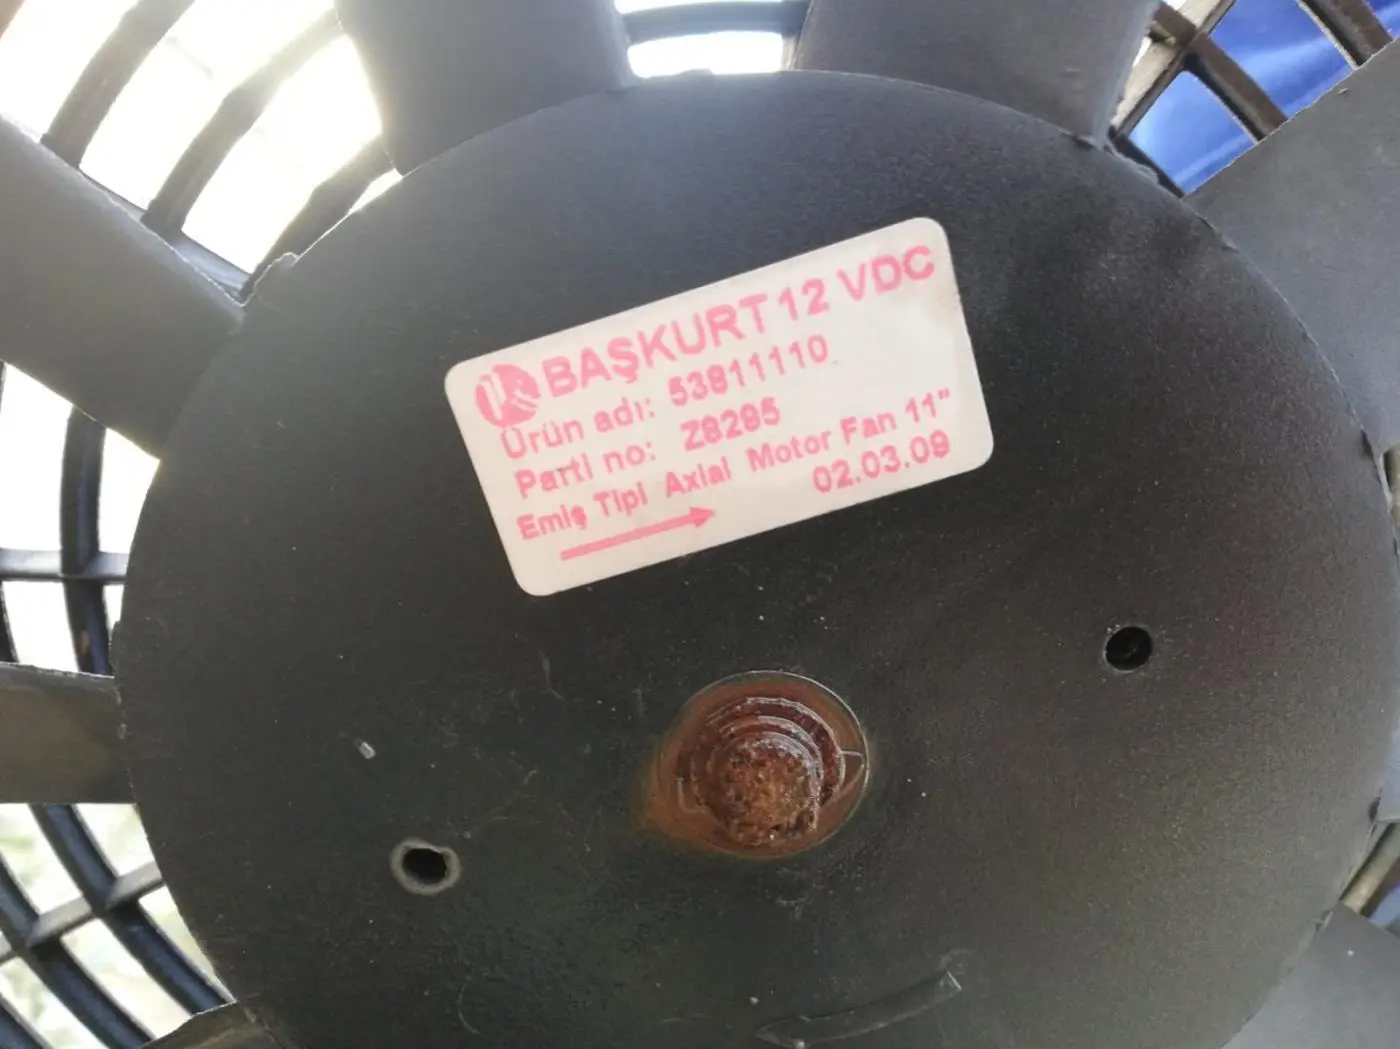 BAŞKURT 12 VDC
Ürün adı: 53811110
Parti no: Z8295
Emiş Tipi Axial Motor Fan 11"
02.03.09